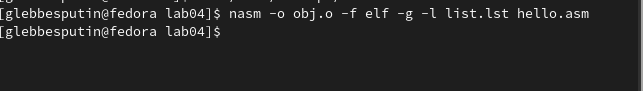 [glebbesputin@fedora lab04]$ nasm -o obj.o -f elf -g -l list.lst hello.asm
[glebbesputin@fedora lab04]$